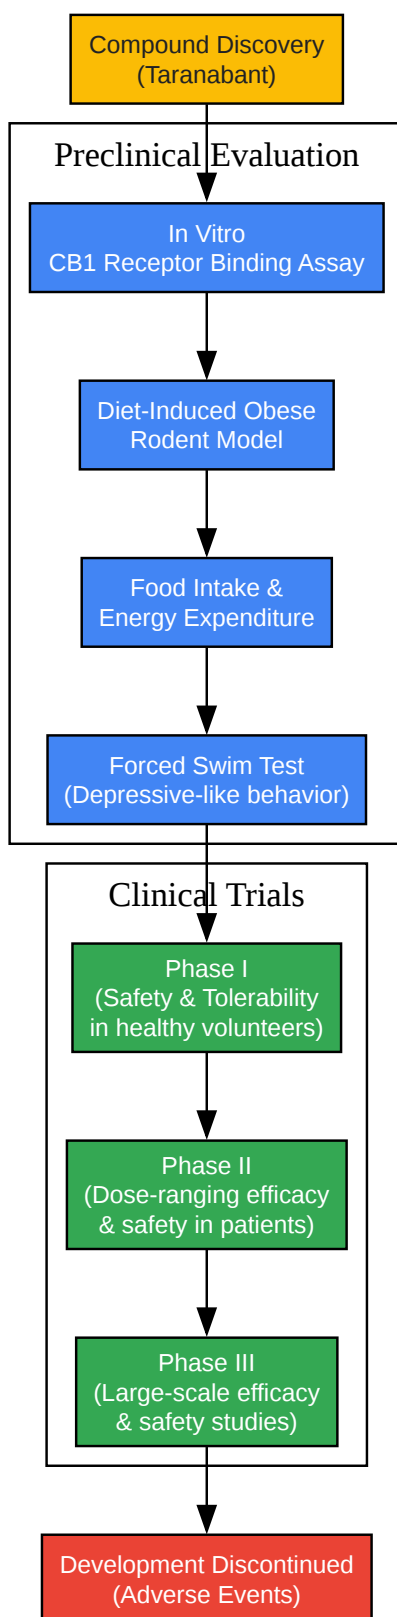 Compound Discovery
(Taranabant)
Preclinical Evaluation
In Vitro
CB1 Receptor Binding Assay
Diet-Induced Obese
Rodent Model
Food Intake &
Energy Expenditure
Forced Swim Test
(Depressive-like behavior)
Clinical Trials
Phase I
(Safety & Tolerability
in healthy volunteers)
Phase II
(Dose-ranging efficacy
& safety in patients)
Phase III
(Large-scale efficacy
& safety studies)
Development Discontinued
(Adverse Events)